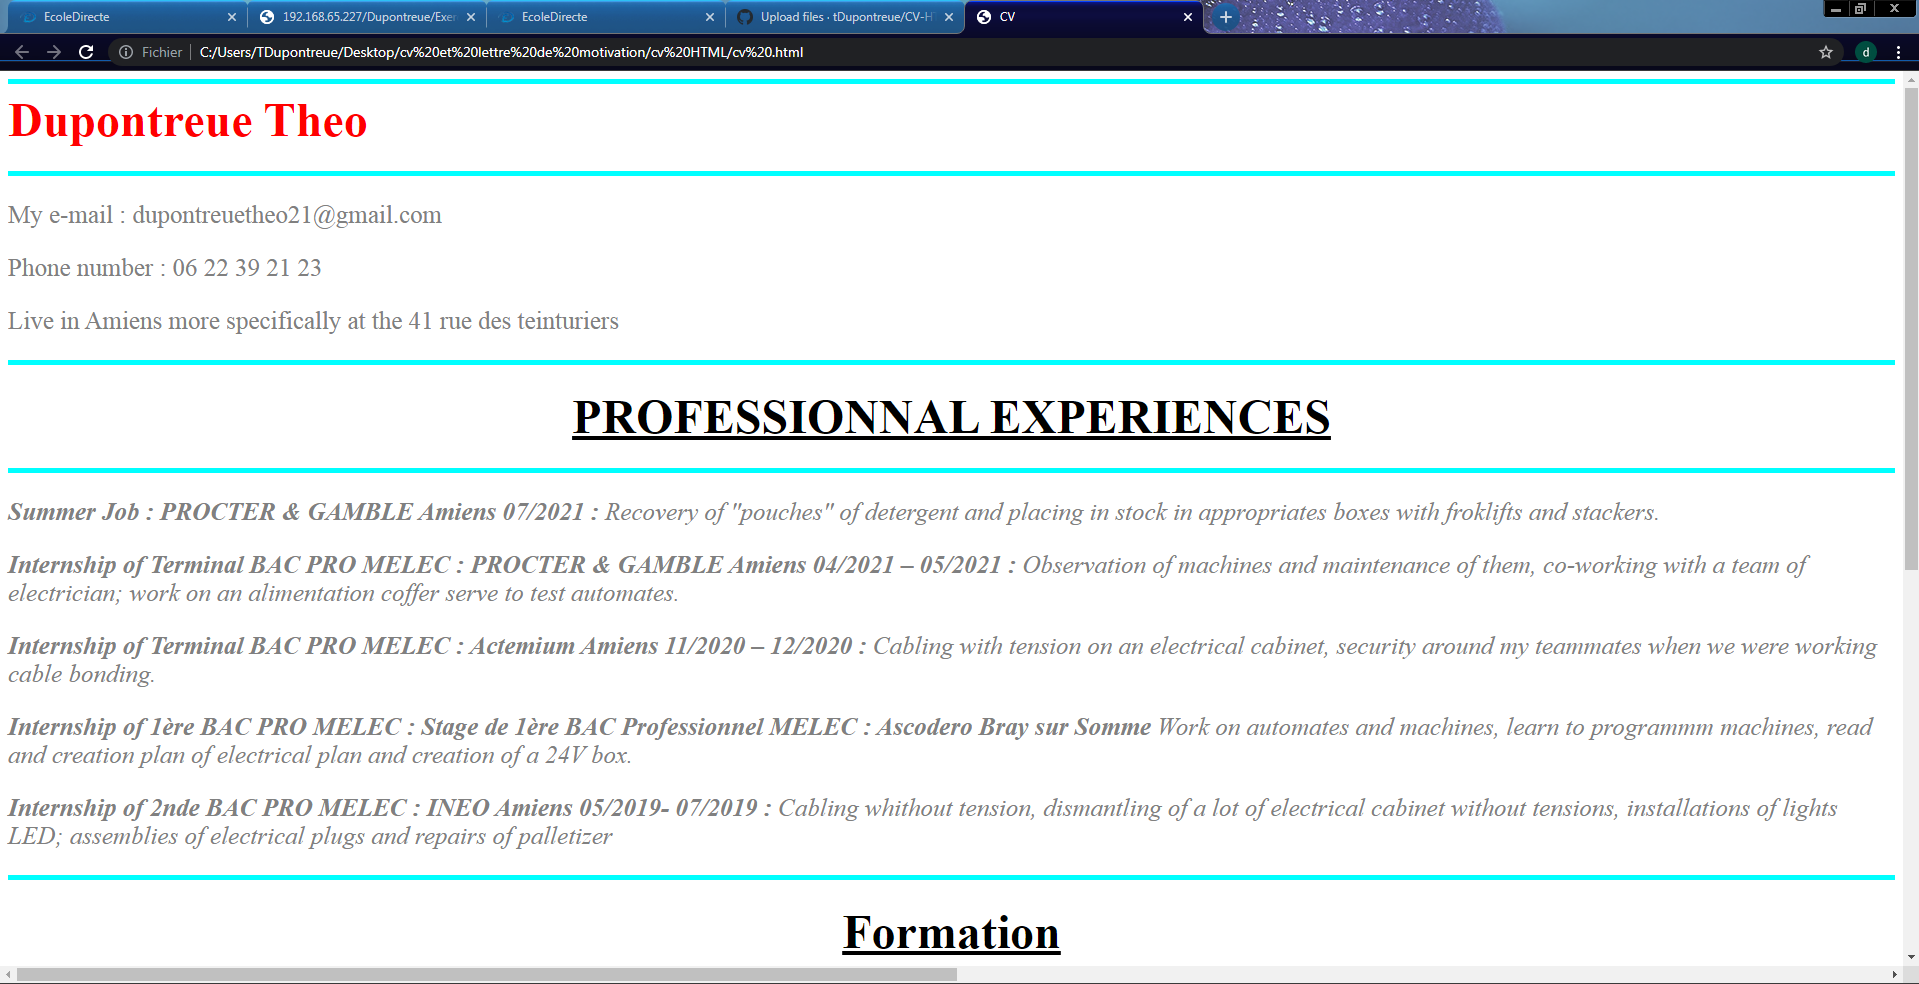 EcoleDirecte
192.168.65.227/Dupontreue/Exer
EcoleDirecte
Upload files · tDupontreue/CV-H
CV
Fichier C:/Users/TDupontreue/Desktop/cv%20et%20lettre%20de%20motivation/cv%20HTML/cv%20.html
d
Dupontreue Theo
My e-mail : dupontreuetheo21@gmail.com
Phone number : 06 22 39 21 23
Live in Amiens more specifically at the 41 rue des teinturiers
PROFESSIONNAL EXPERIENCES
Summer Job : PROCTER & GAMBLE Amiens 07/2021 : Recovery of "pouches" of detergent and placing in stock in appropriates boxes with froklifts and stackers.
Internship of Terminal BAC PRO MELEC : PROCTER & GAMBLE Amiens 04/2021 – 05/2021 : Observation of machines and maintenance of them, co-working with a team of
electrician; work on an alimentation coffer serve to test automates.
Internship of Terminal BAC PRO MELEC : Actemium Amiens 11/2020 – 12/2020 : Cabling with tension on an electrical cabinet, security around my teammates when we were working
cable bonding.
Internship of 1ère BAC PRO MELEC : Stage de 1ère BAC Professionnel MELEC : Ascodero Bray sur Somme Work on automates and machines, learn to programmm machines, read
and creation plan of electrical plan and creation of a 24V box.
Internship of 2nde BAC PRO MELEC : INEO Amiens 05/2019- 07/2019 : Cabling whithout tension, dismantling of a lot of electrical cabinet without tensions, installations of lights
LED; assemblies of electrical plugs and repairs of palletizer
Formation